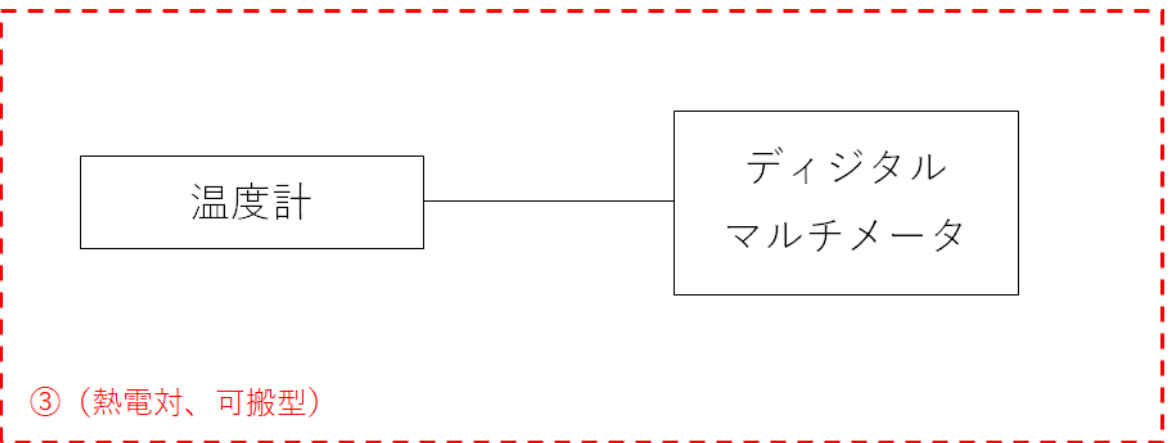 温度計
ディジタル
マルチメータ
③（熱電対、可搬型）